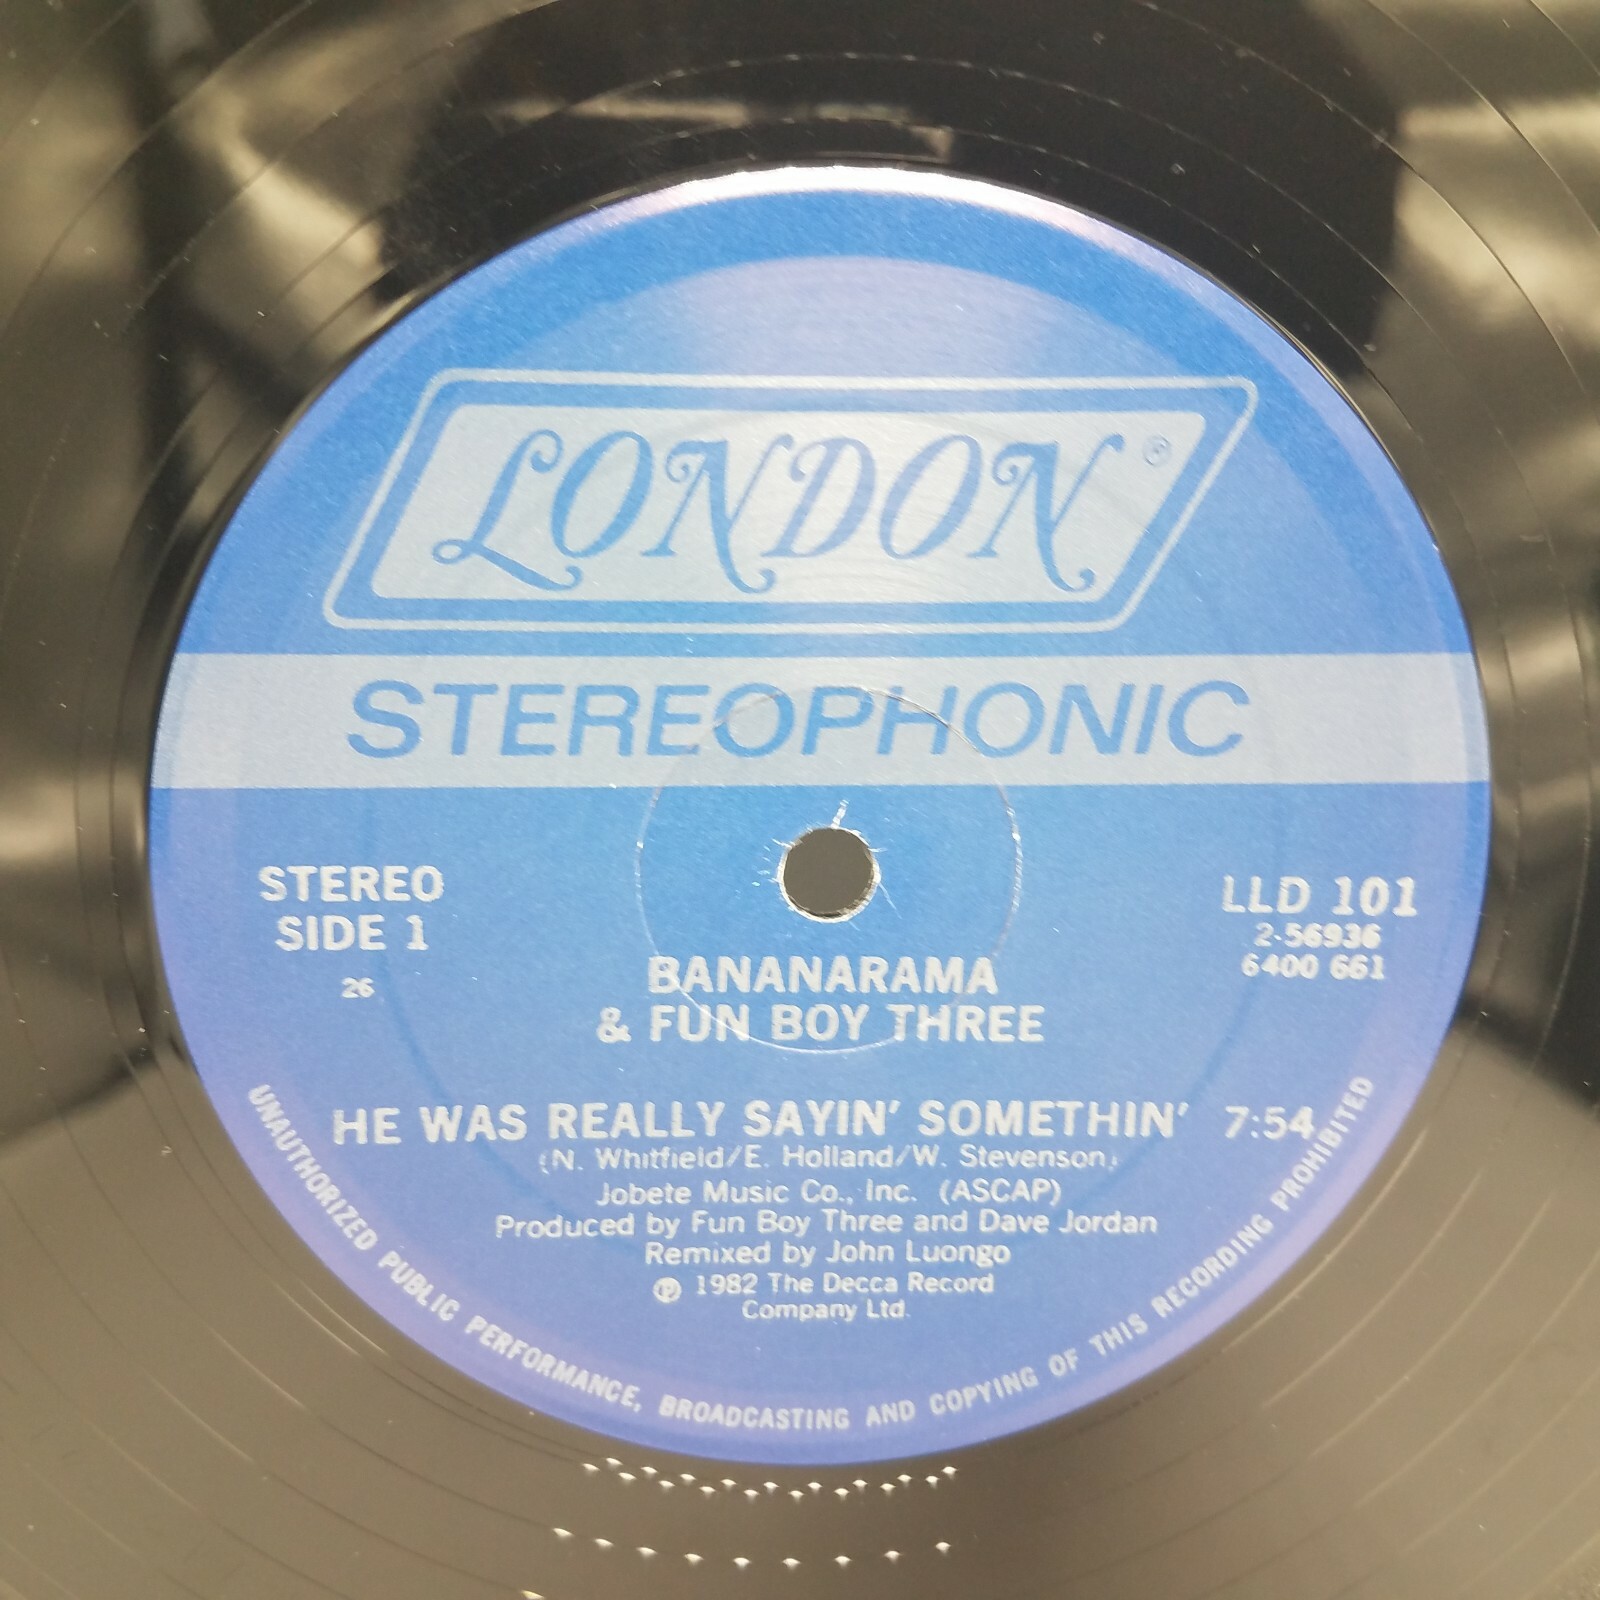 LONDON®
STEREOPHONIC
STEREO
SIDE 1
26
LLD 101
2-56936
6400 661
BANANARAMA
& FUN BOY THREE
HE WAS REALLY SAYIN' SOMETHIN' 7:54
(N. Whitfield/E. Holland/W. Stevenson)
Jobete Music Co., Inc. (ASCAP)
Produced by Fun Boy Three and Dave Jordan
Remixed by John Luongo
℗ 1982 The Decca Record
Company Ltd.
UNAUTHORIZED PUBLIC PERFORMANCE, BROADCASTING AND COPYING OF THIS RECORDING PROHIBITED